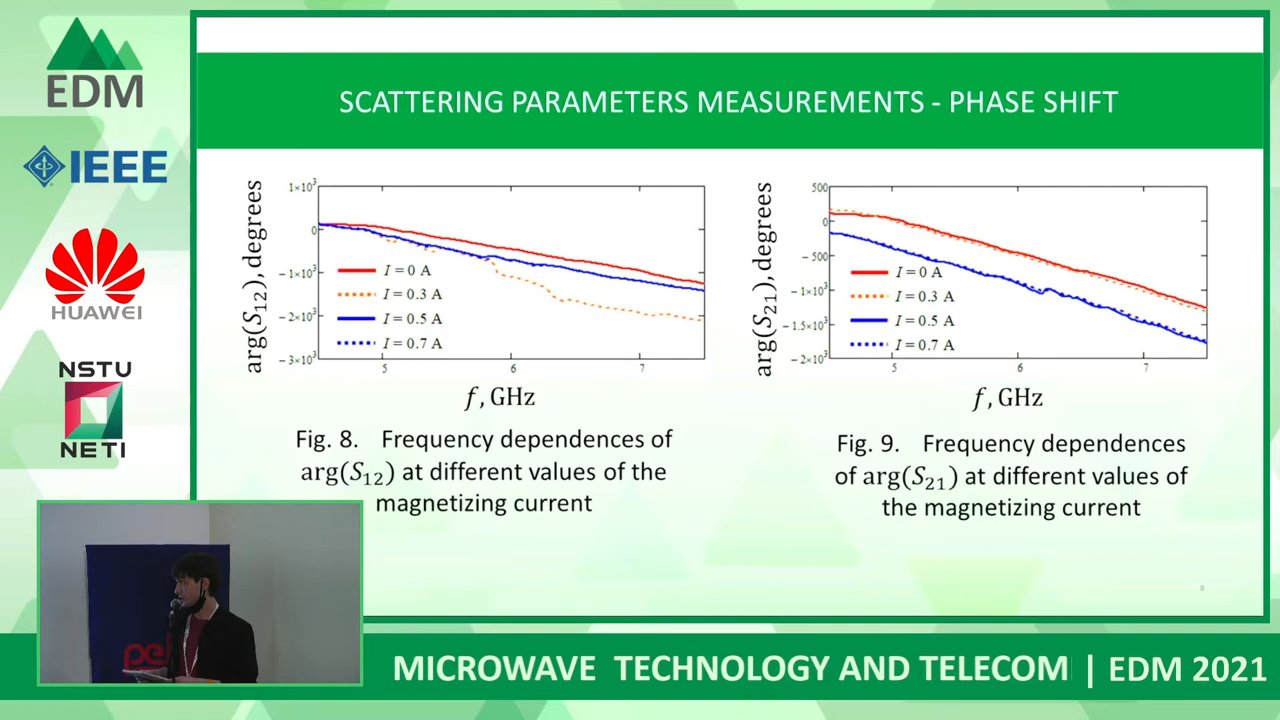 EDM
IEEE
HUAWEI
NSTU
NETI
SCATTERING PARAMETERS MEASUREMENTS - PHASE SHIFT
arg(S₁₂), degrees
1×10³
0
−1×10³
−2×10³
−3×10³
I = 0 A
I = 0.3 A
I = 0.5 A
I = 0.7 A
5 6 7
f, GHz
Fig. 8. Frequency dependences of
arg(S₁₂) at different values of the
magnetizing current
arg(S₂₁), degrees
500
0
−500
−1×10³
−1.5×10³
−2×10³
I = 0 A
I = 0.3 A
I = 0.5 A
I = 0.7 A
5 6 7
f, GHz
Fig. 9. Frequency dependences
of arg(S₂₁) at different values of
the magnetizing current
8
MICROWAVE TECHNOLOGY AND TELECOM | EDM 2021